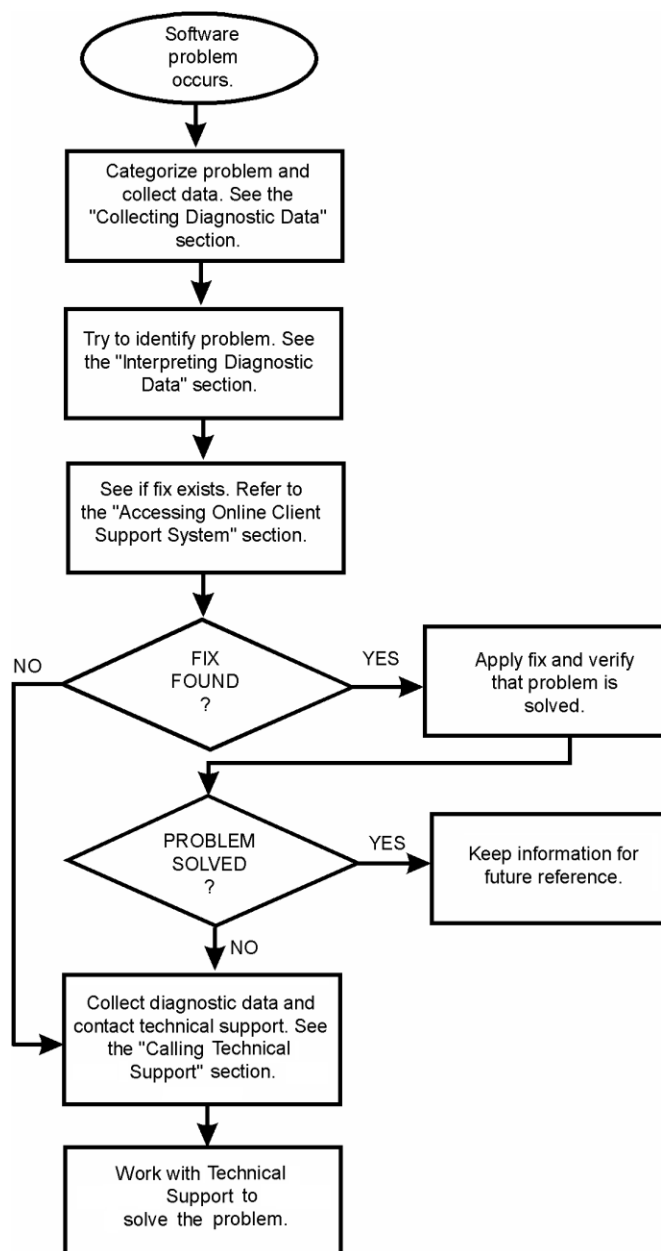 Software
problem
occurs.
Categorize problem and
collect data. See the
"Collecting Diagnostic Data"
section.
Try to identify problem. See
the "Interpreting Diagnostic
Data" section.
See if fix exists. Refer to
the "Accessing Online Client
Support System" section.
NO
FIX
FOUND
?
YES
Apply fix and verify
that problem is
solved.
PROBLEM
SOLVED
?
YES
Keep information for
future reference.
NO
Collect diagnostic data and
contact technical support. See
the "Calling Technical
Support" section.
Work with Technical
Support to
solve the problem.